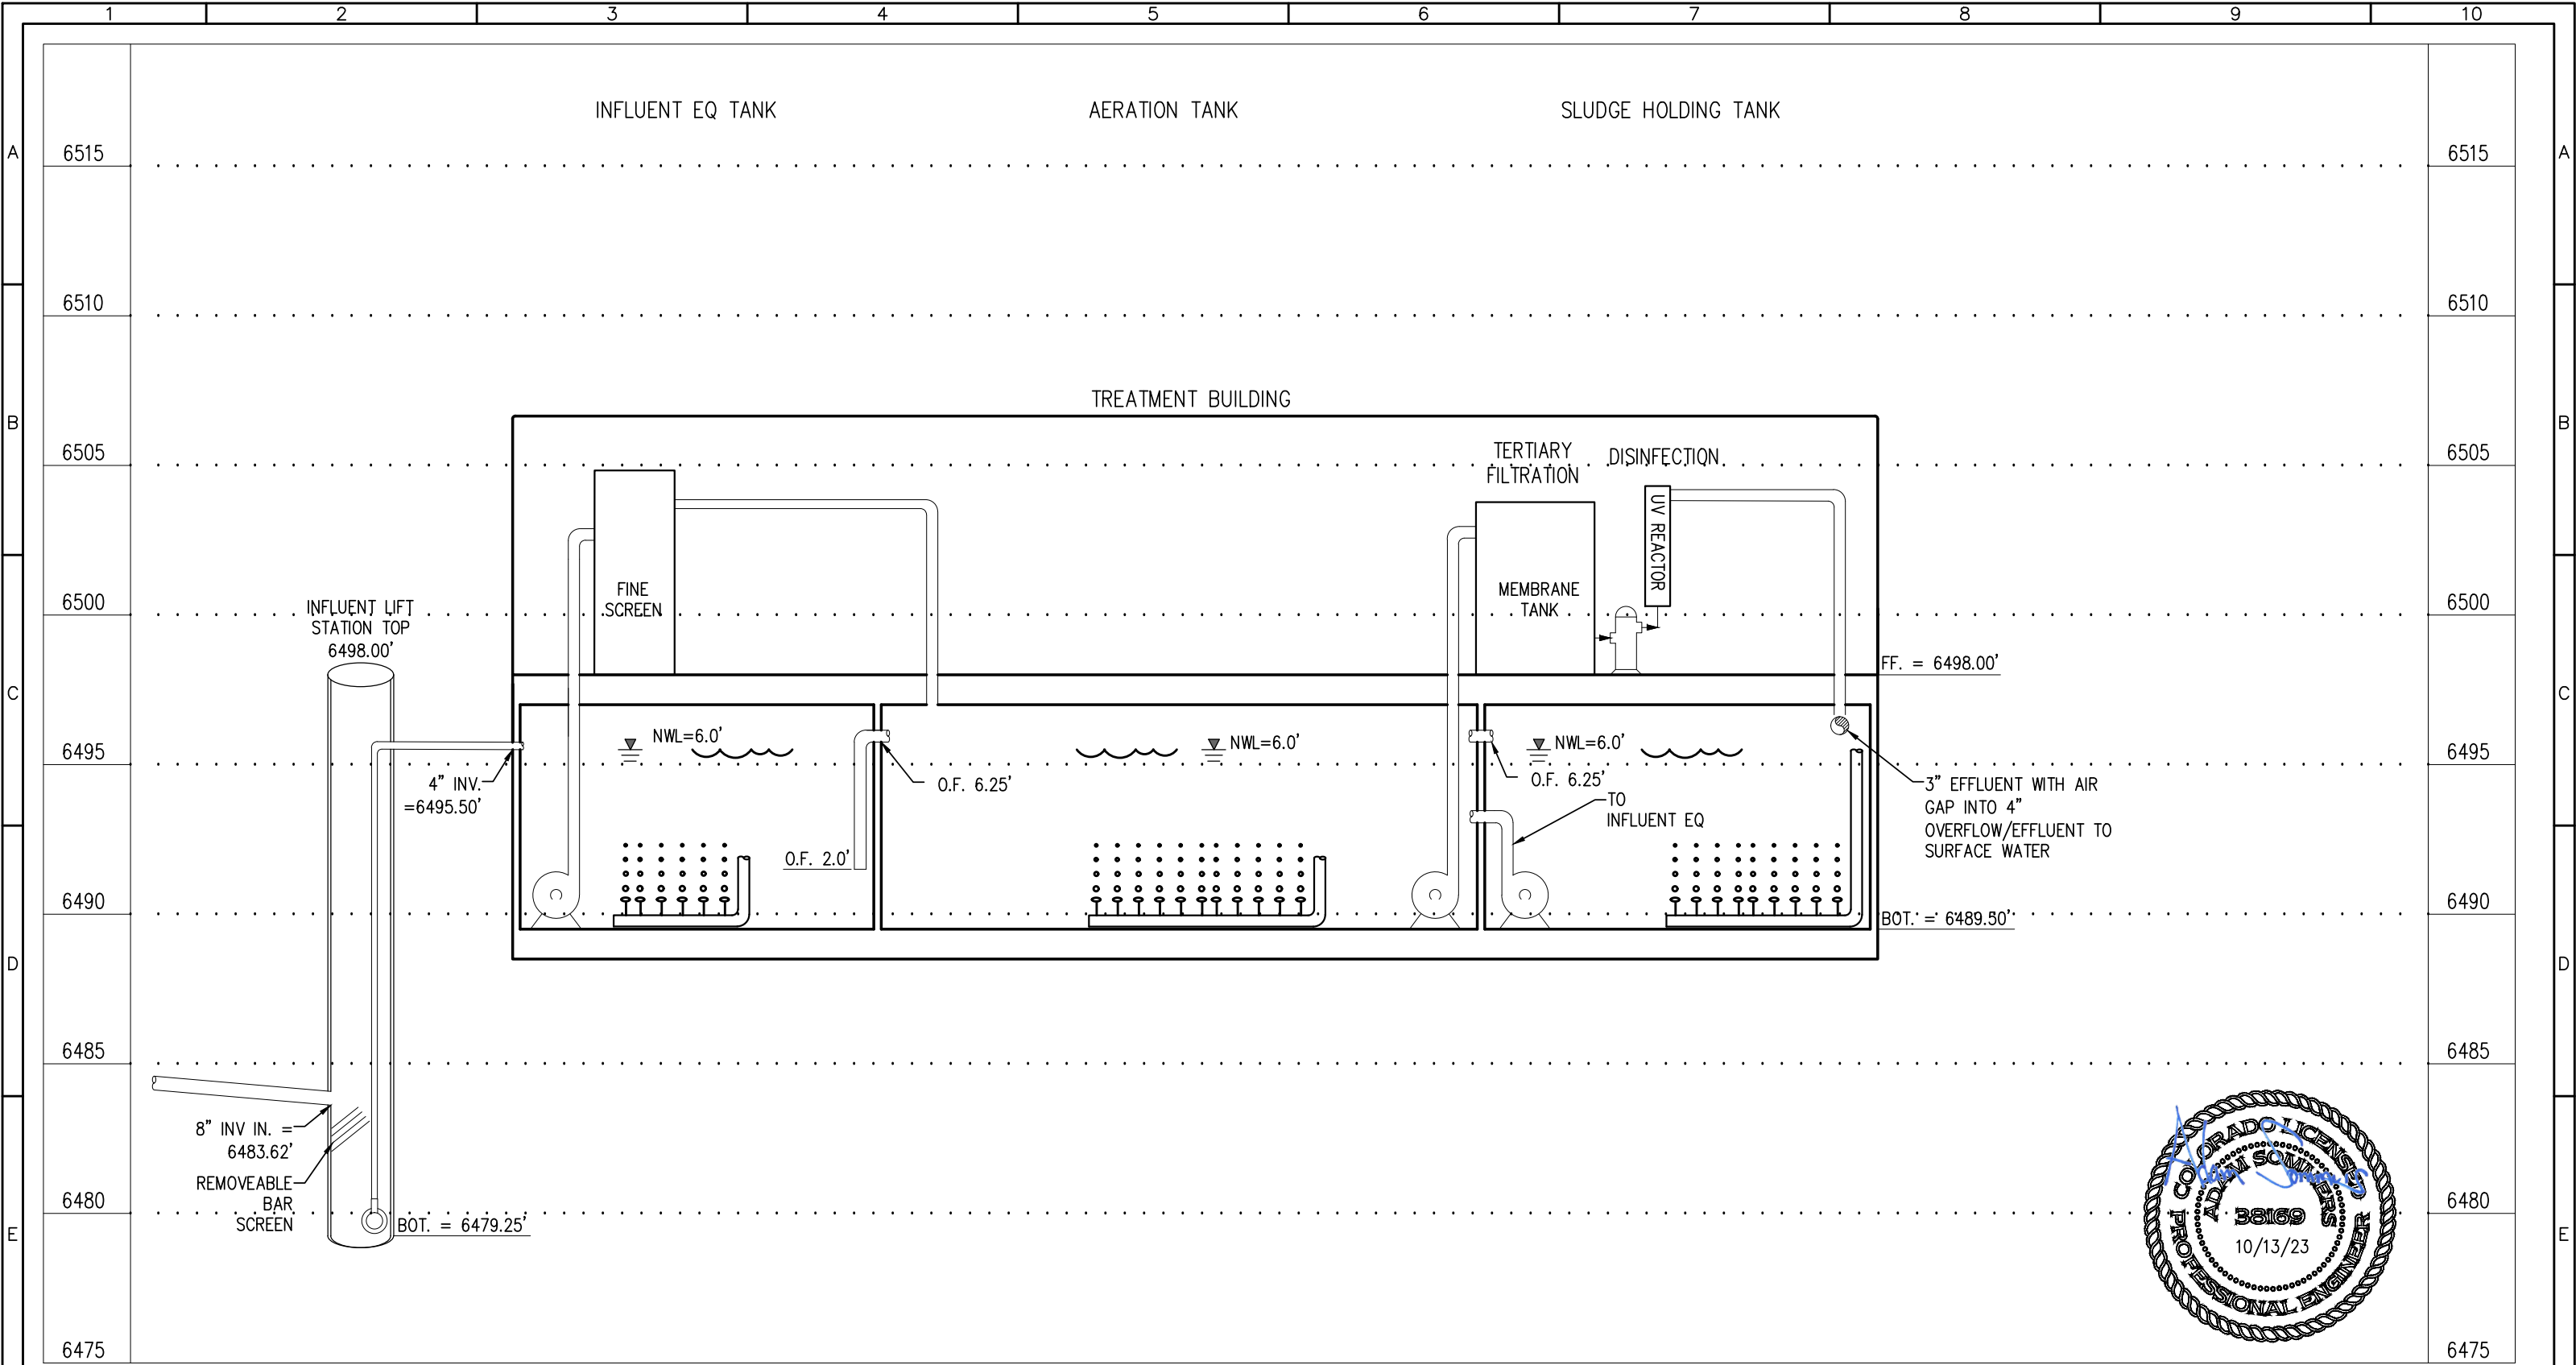 1 2 3 4 5 6 7 8 9 10
INFLUENT EQ TANK
AERATION TANK
SLUDGE HOLDING TANK
A
A
6515
6515
6510
6510
TREATMENT BUILDING
B
B
6505
6505
TERTIARY
FILTRATION
DISINFECTION
UV REACTOR
FINE
SCREEN
MEMBRANE
TANK
6500
6500
INFLUENT LIFT
STATION TOP
6498.00'
FF. = 6498.00'
C
C
NWL=6.0'
NWL=6.0'
NWL=6.0'
6495
6495
4" INV.
=6495.50'
O.F. 6.25'
O.F. 6.25'
TO
INFLUENT EQ
3" EFFLUENT WITH AIR
GAP INTO 4"
OVERFLOW/EFFLUENT TO
SURFACE WATER
O.F. 2.0'
6490
6490
BOT. = 6489.50'
D
D
6485
6485
8" INV IN. =
6483.62'
REMOVEABLE
BAR
SCREEN
6480
6480
BOT. = 6479.25'
E
E
COLORADO LICENSED
ADAM SOMMERS
38169
10/13/23
PROFESSIONAL ENGINEER
Adam Sommers
6475
6475